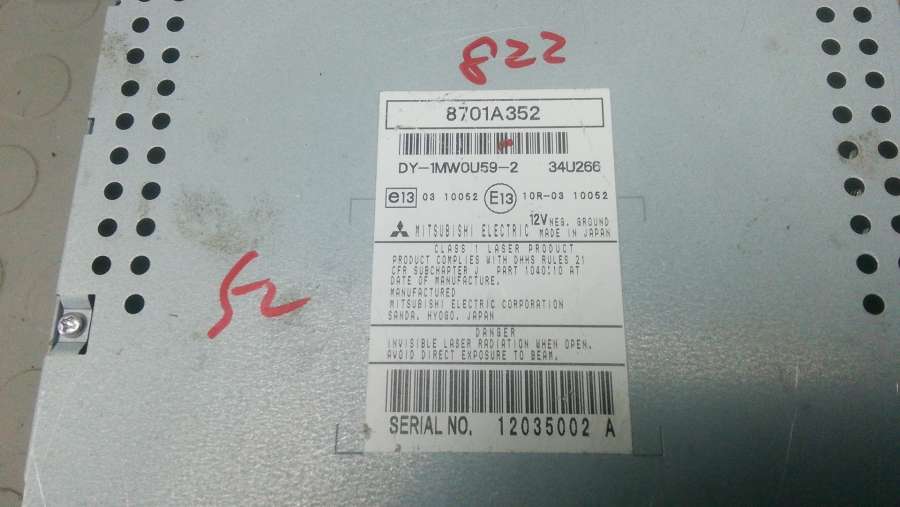 822
8701A352
DY-1MW0U59-2 34U266
e13 03 10052 E13 10R-03 10052
MITSUBISHI ELECTRIC 12V NEG. GROUND
MADE IN JAPAN
CLASS 1 LASER PRODUCT
PRODUCT COMPLIES WITH DHHS RULES 21
CFR SUBCHAPTER J, PART 1040:10 AT
DATE OF MANUFACTURE.
MANUFACTURED
MITSUBISHI ELECTRIC CORPORATION
SANDA, HYOGO, JAPAN
52
DANGER
INVISIBLE LASER RADIATION WHEN OPEN.
AVOID DIRECT EXPOSURE TO BEAM.
SERIAL NO. 12035002 A